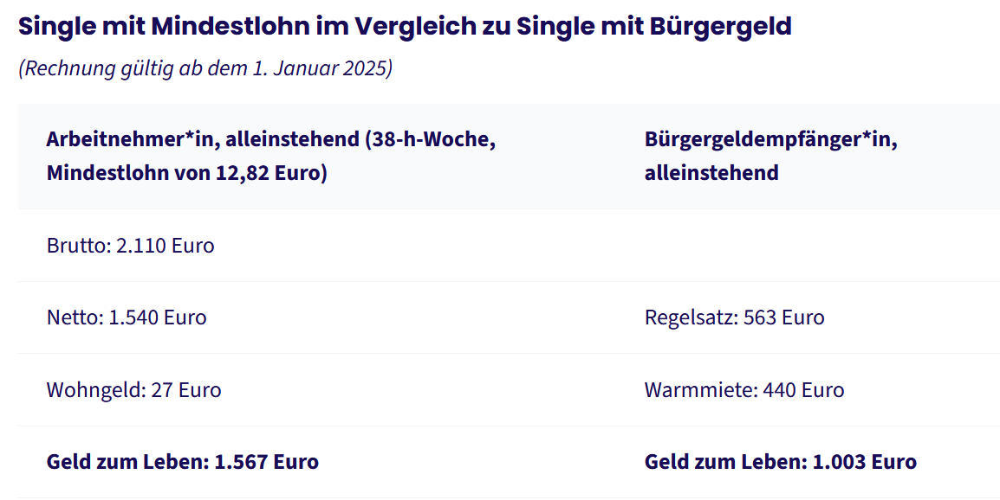 Single mit Mindestlohn im Vergleich zu Single mit Bürgergeld
(Rechnung gültig ab dem 1. Januar 2025)
Arbeitnehmer*in, alleinstehend (38-h-Woche,
Mindestlohn von 12,82 Euro)
Bürgergeldempfänger*in,
alleinstehend
Brutto: 2.110 Euro
Netto: 1.540 Euro
Regelsatz: 563 Euro
Wohngeld: 27 Euro
Warmmiete: 440 Euro
Geld zum Leben: 1.567 Euro
Geld zum Leben: 1.003 Euro